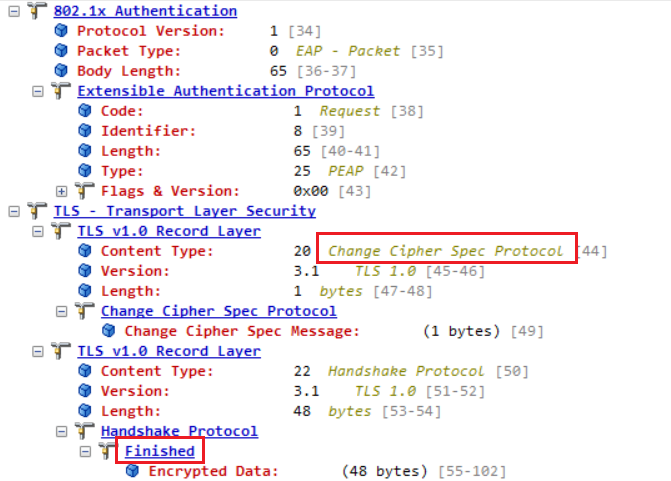 802.1x Authentication
Protocol Version: 1 [34]
Packet Type: 0 EAP - Packet [35]
Body Length: 65 [36-37]
Extensible Authentication Protocol
Code: 1 Request [38]
Identifier: 8 [39]
Length: 65 [40-41]
Type: 25 PEAP [42]
Flags & Version: 0x00 [43]
TLS - Transport Layer Security
TLS v1.0 Record Layer
Content Type: 20 Change Cipher Spec Protocol [44]
Version: 3.1 TLS 1.0 [45-46]
Length: 1 bytes [47-48]
Change Cipher Spec Protocol
Change Cipher Spec Message: (1 bytes) [49]
TLS v1.0 Record Layer
Content Type: 22 Handshake Protocol [50]
Version: 3.1 TLS 1.0 [51-52]
Length: 48 bytes [53-54]
Handshake Protocol
Finished
Encrypted Data: (48 bytes) [55-102]